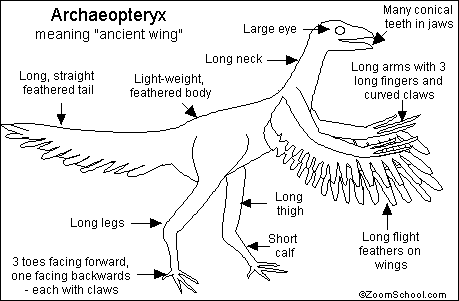 Archaeopteryx
meaning "ancient wing"
Large eye
Many conical
teeth in jaws
Long neck
Long arms with 3
long fingers and
curved claws
Long, straight
feathered tail
Light-weight,
feathered body
Long legs
Long
thigh
Short
calf
Long flight
feathers on
wings
3 toes facing forward,
one facing backwards
- each with claws
©ZoomSchool.com